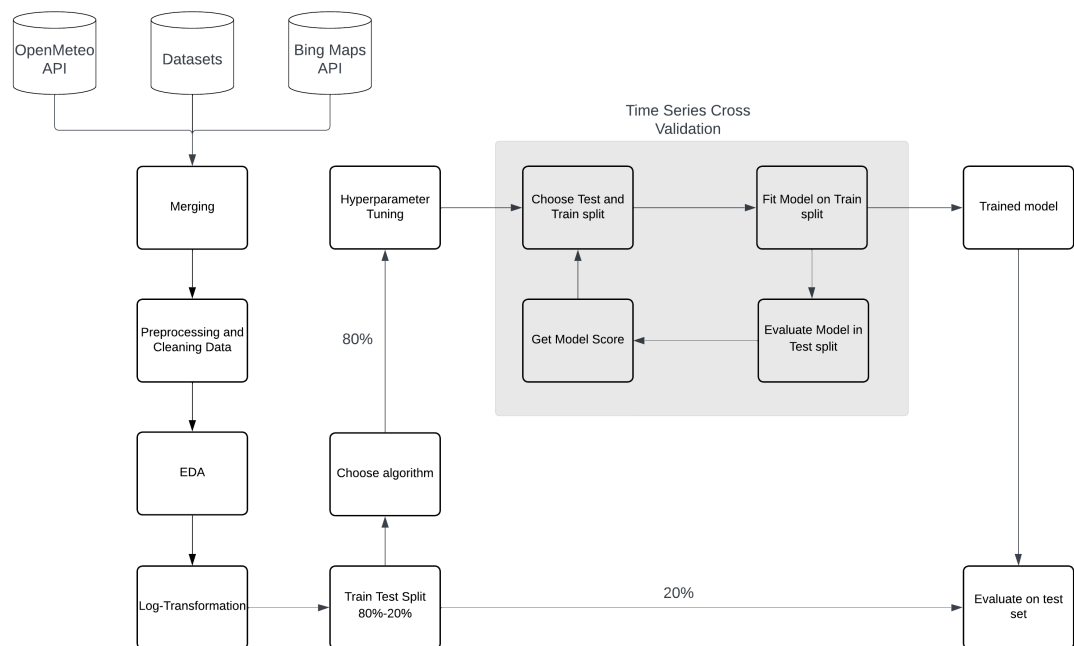 OpenMeteo
API
Datasets
Bing Maps
API
Time Series Cross
Validation
Merging
Hyperparameter
Tuning
Choose Test and
Train split
Fit Model on Train
split
Trained model
Preprocessing and
Cleaning Data
80%
Get Model Score
Evaluate Model in
Test split
EDA
Choose algorithm
Log-Transformation
Train Test Split
80%-20%
20%
Evaluate on test
set